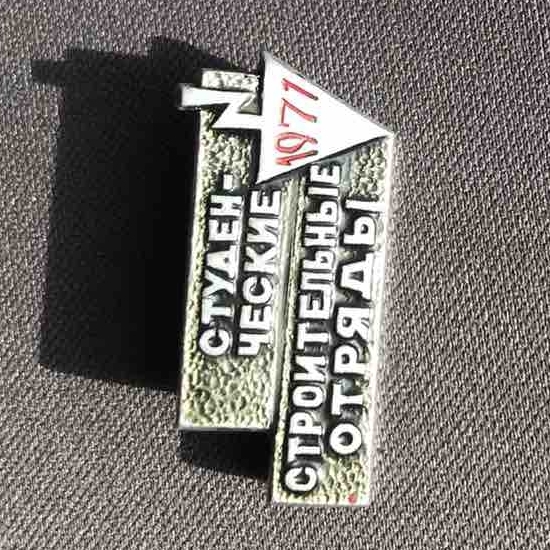 1971
СТУДЕН-
ЧЕСКИЕ
СТРОИТЕЛЬНЫЕ
ОТРЯДЫ